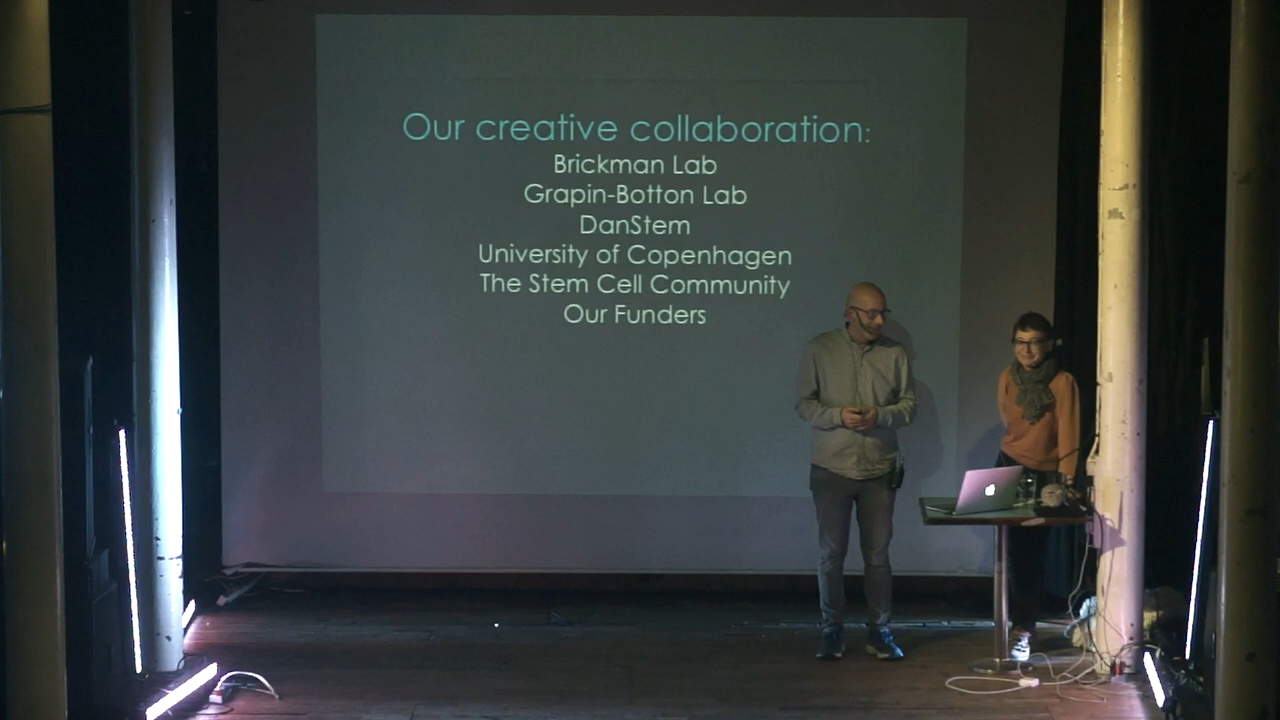 Our creative collaboration:
Brickman Lab
Grapin-Botton Lab
DanStem
University of Copenhagen
The Stem Cell Community
Our Funders